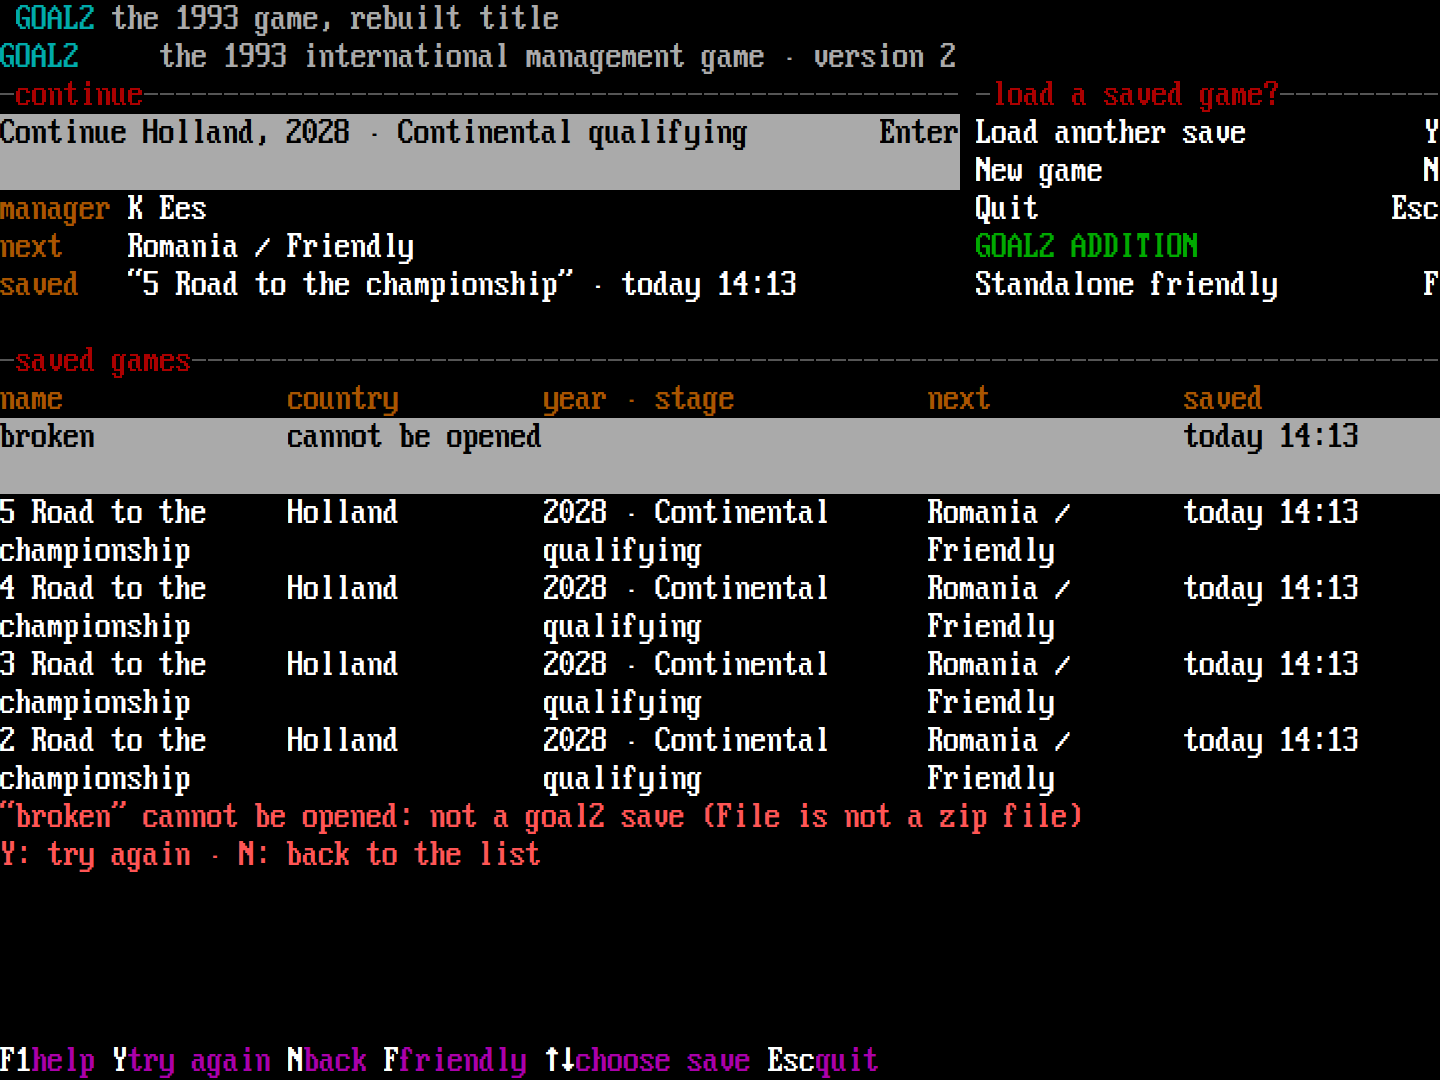 GOAL2 the 1993 game, rebuilt title
GOAL2 the 1993 international management game · version 2
continue
Continue Holland, 2028 · Continental qualifying Enter
manager K Ees
next Romania / Friendly
saved “5 Road to the championship” · today 14:13
load a saved game?
Load another save Y
New game N
Quit Esc
GOAL2 ADDITION
Standalone friendly F
saved games
name country year · stage next saved
broken cannot be opened today 14:13
5 Road to the Holland 2028 · Continental Romania / today 14:13
championship qualifying Friendly
4 Road to the Holland 2028 · Continental Romania / today 14:13
championship qualifying Friendly
3 Road to the Holland 2028 · Continental Romania / today 14:13
championship qualifying Friendly
2 Road to the Holland 2028 · Continental Romania / today 14:13
championship qualifying Friendly
“broken” cannot be opened: not a goal2 save (File is not a zip file)
Y: try again · N: back to the list
F1help Ytry again Nback Ffriendly ↑↓choose save Escquit